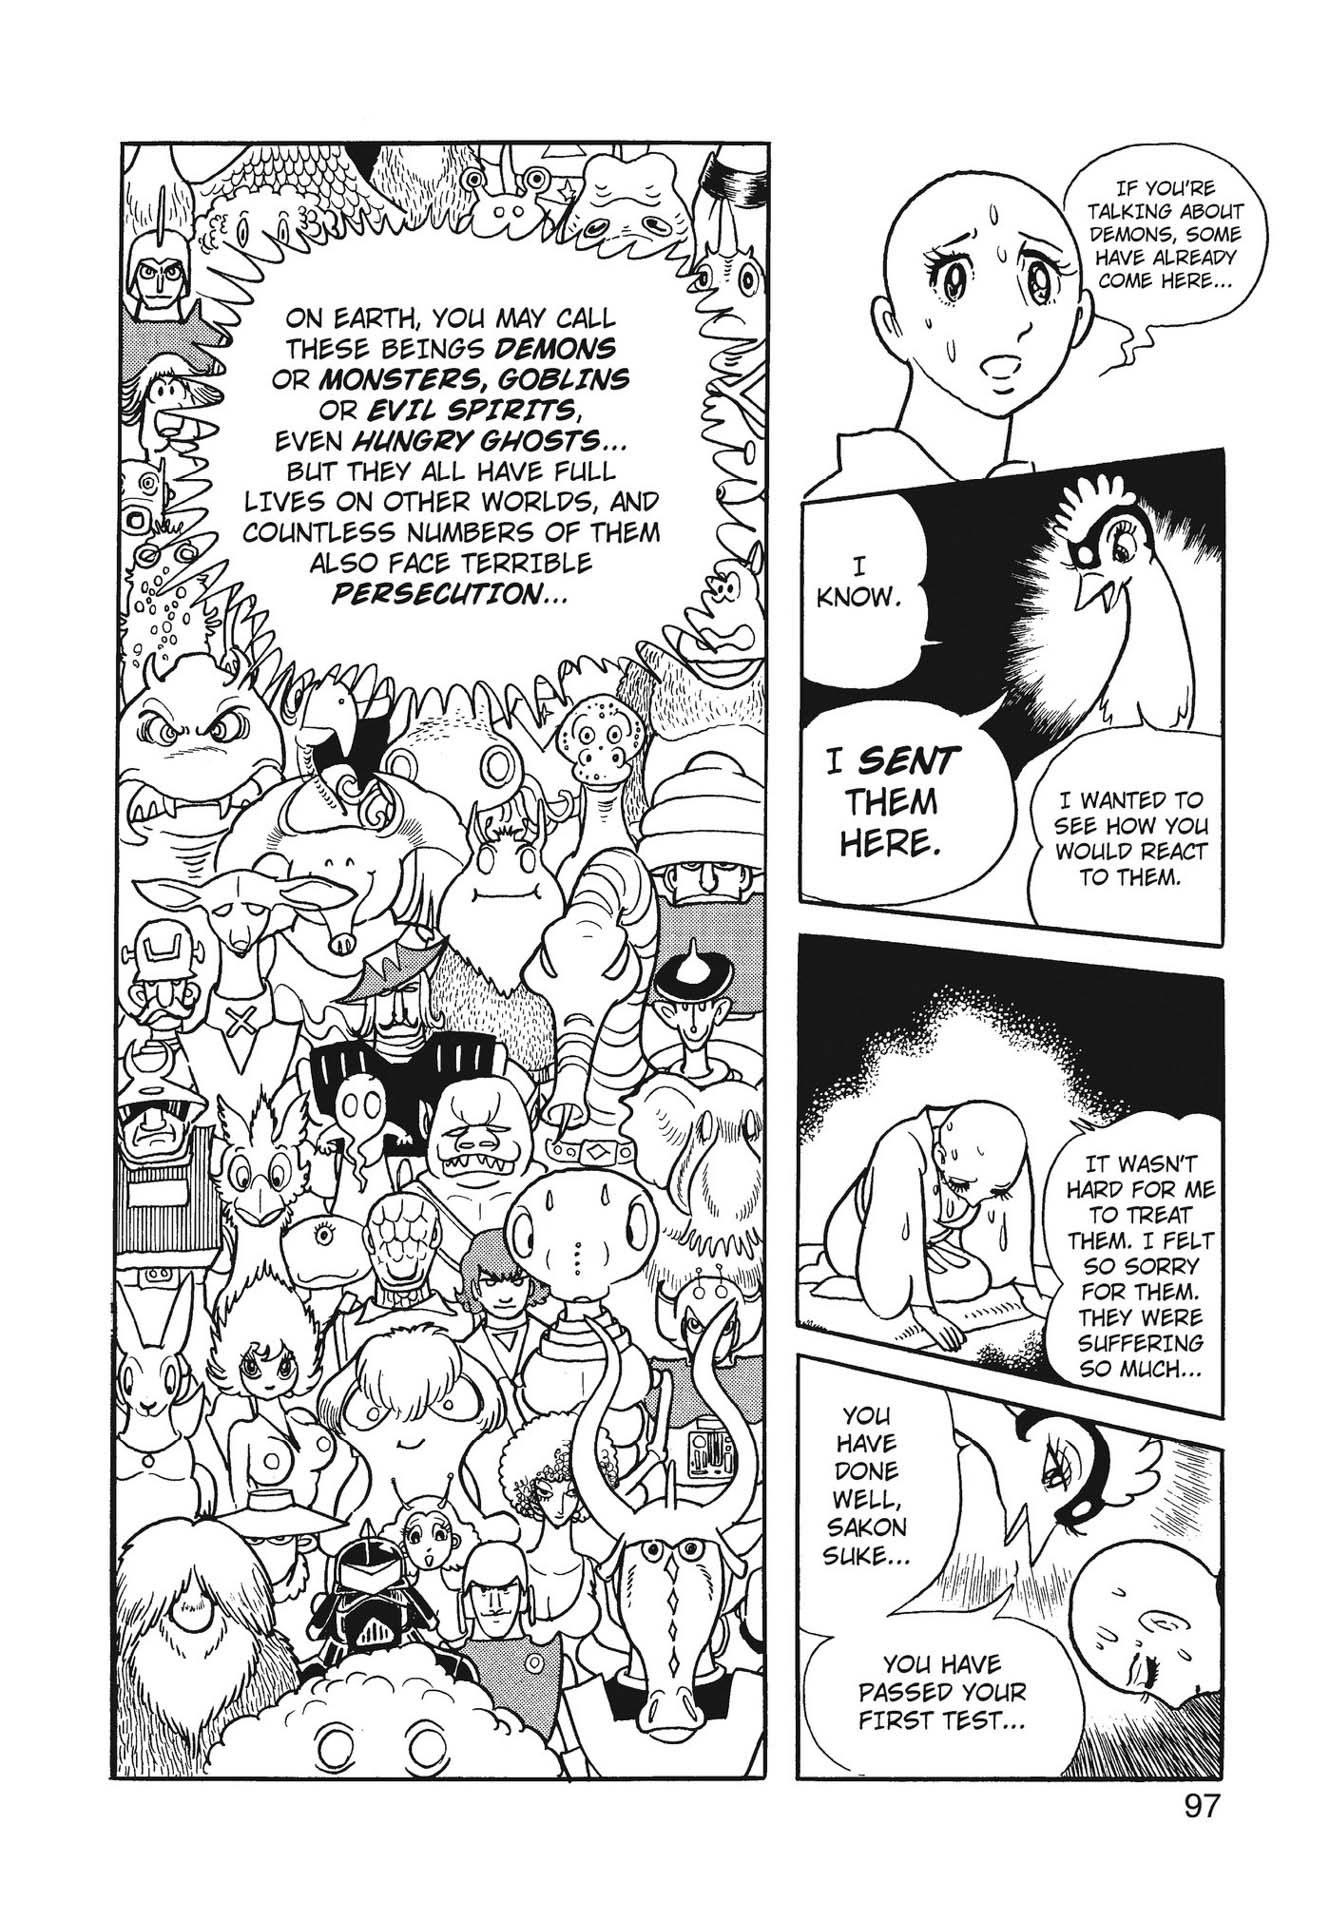 IF YOU'RE
TALKING ABOUT
DEMONS, SOME
HAVE ALREADY
COME HERE...
I
KNOW.
I SENT
THEM
HERE.
I WANTED TO
SEE HOW YOU
WOULD REACT
TO THEM.
IT WASN'T
HARD FOR ME
TO TREAT
THEM. I FELT
SO SORRY
FOR THEM.
THEY WERE
SUFFERING
SO MUCH...
YOU
HAVE
DONE
WELL,
SAKON
SUKE...
YOU HAVE
PASSED YOUR
FIRST TEST...
ON EARTH, YOU MAY CALL
THESE BEINGS DEMONS
OR MONSTERS, GOBLINS
OR EVIL SPIRITS,
EVEN HUNGRY GHOSTS...
BUT THEY ALL HAVE FULL
LIVES ON OTHER WORLDS, AND
COUNTLESS NUMBERS OF THEM
ALSO FACE TERRIBLE
PERSECUTION...
97